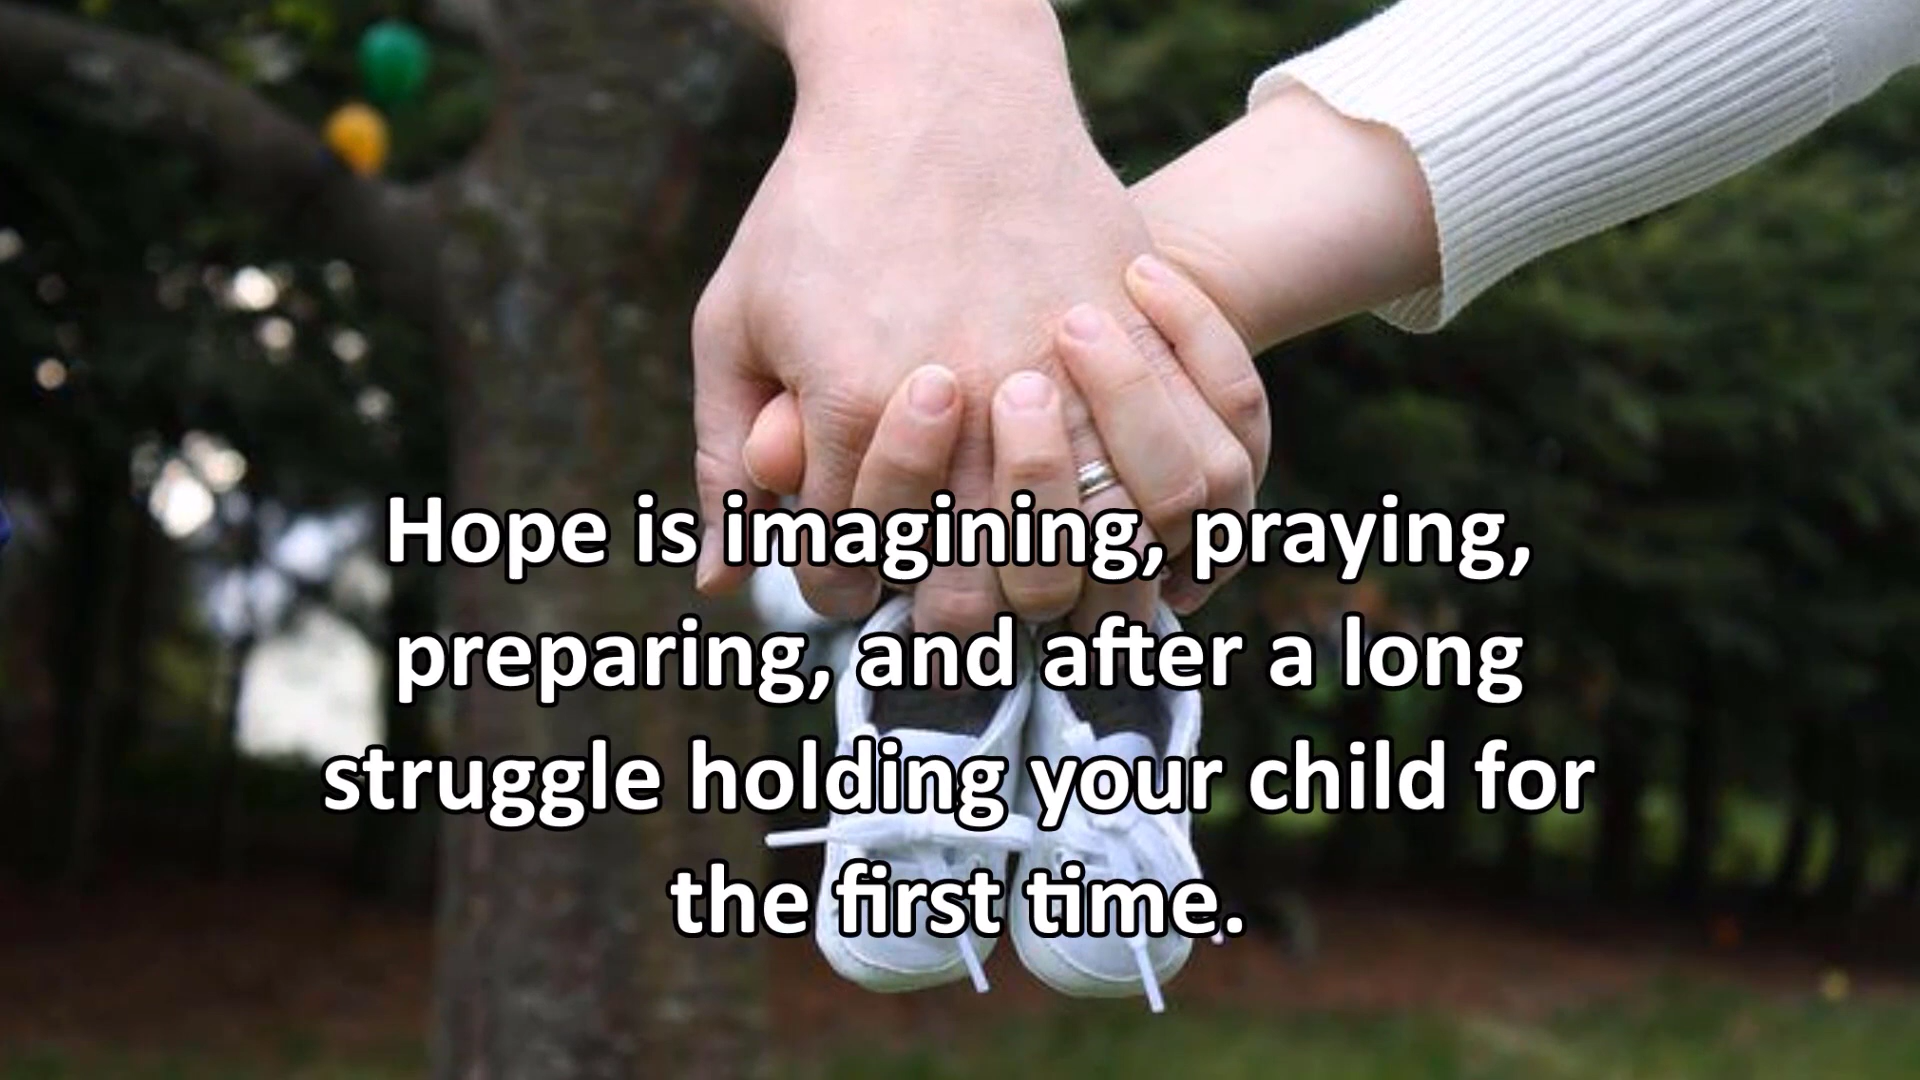 Hope is imagining, praying,
preparing, and after a long
struggle holding your child for
the first time.